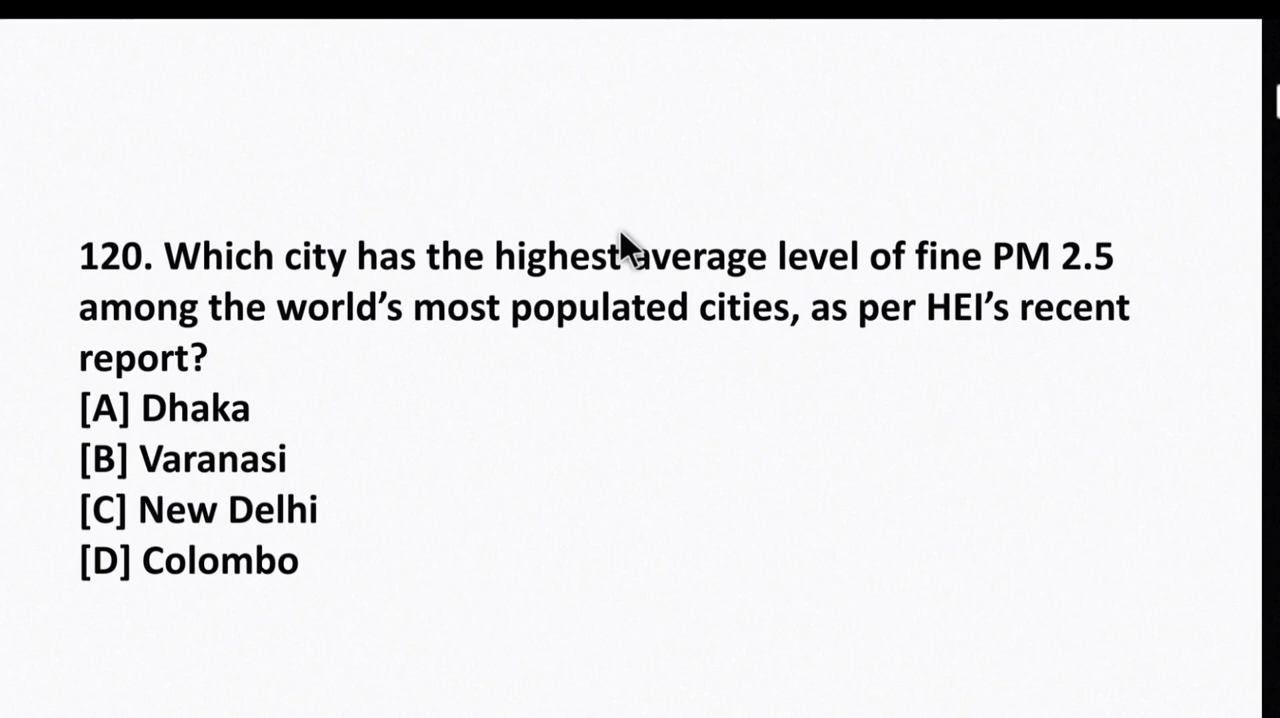 120. Which city has the highest average level of fine PM 2.5
among the world’s most populated cities, as per HEI’s recent
report?
[A] Dhaka
[B] Varanasi
[C] New Delhi
[D] Colombo